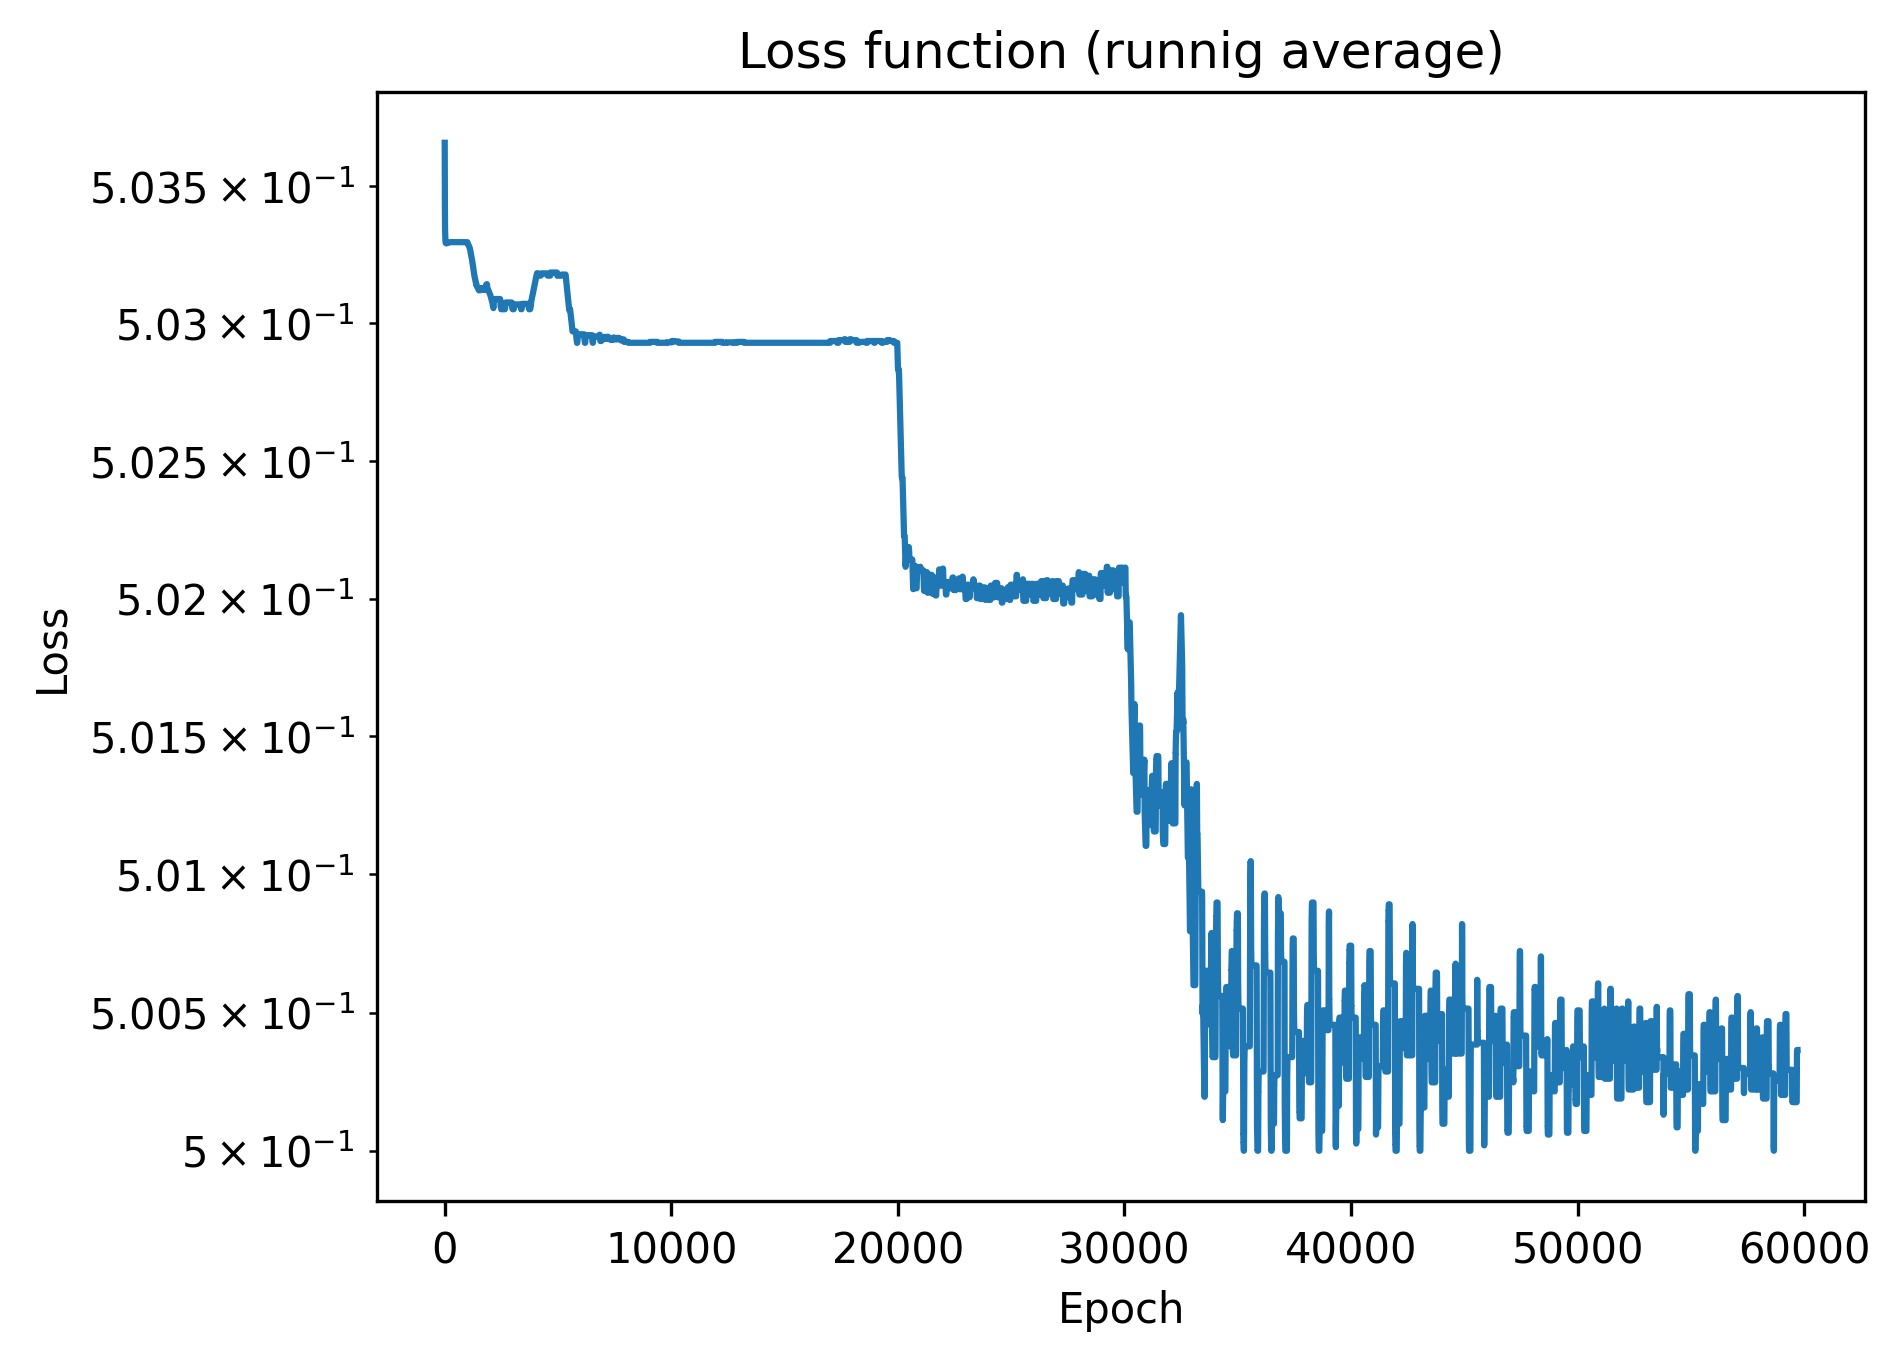 Loss function (runnig average)
5.035 × 10⁻¹
5.03 × 10⁻¹
5.025 × 10⁻¹
5.02 × 10⁻¹
5.015 × 10⁻¹
5.01 × 10⁻¹
5.005 × 10⁻¹
5 × 10⁻¹
Loss
0 10000 20000 30000 40000 50000 60000
Epoch